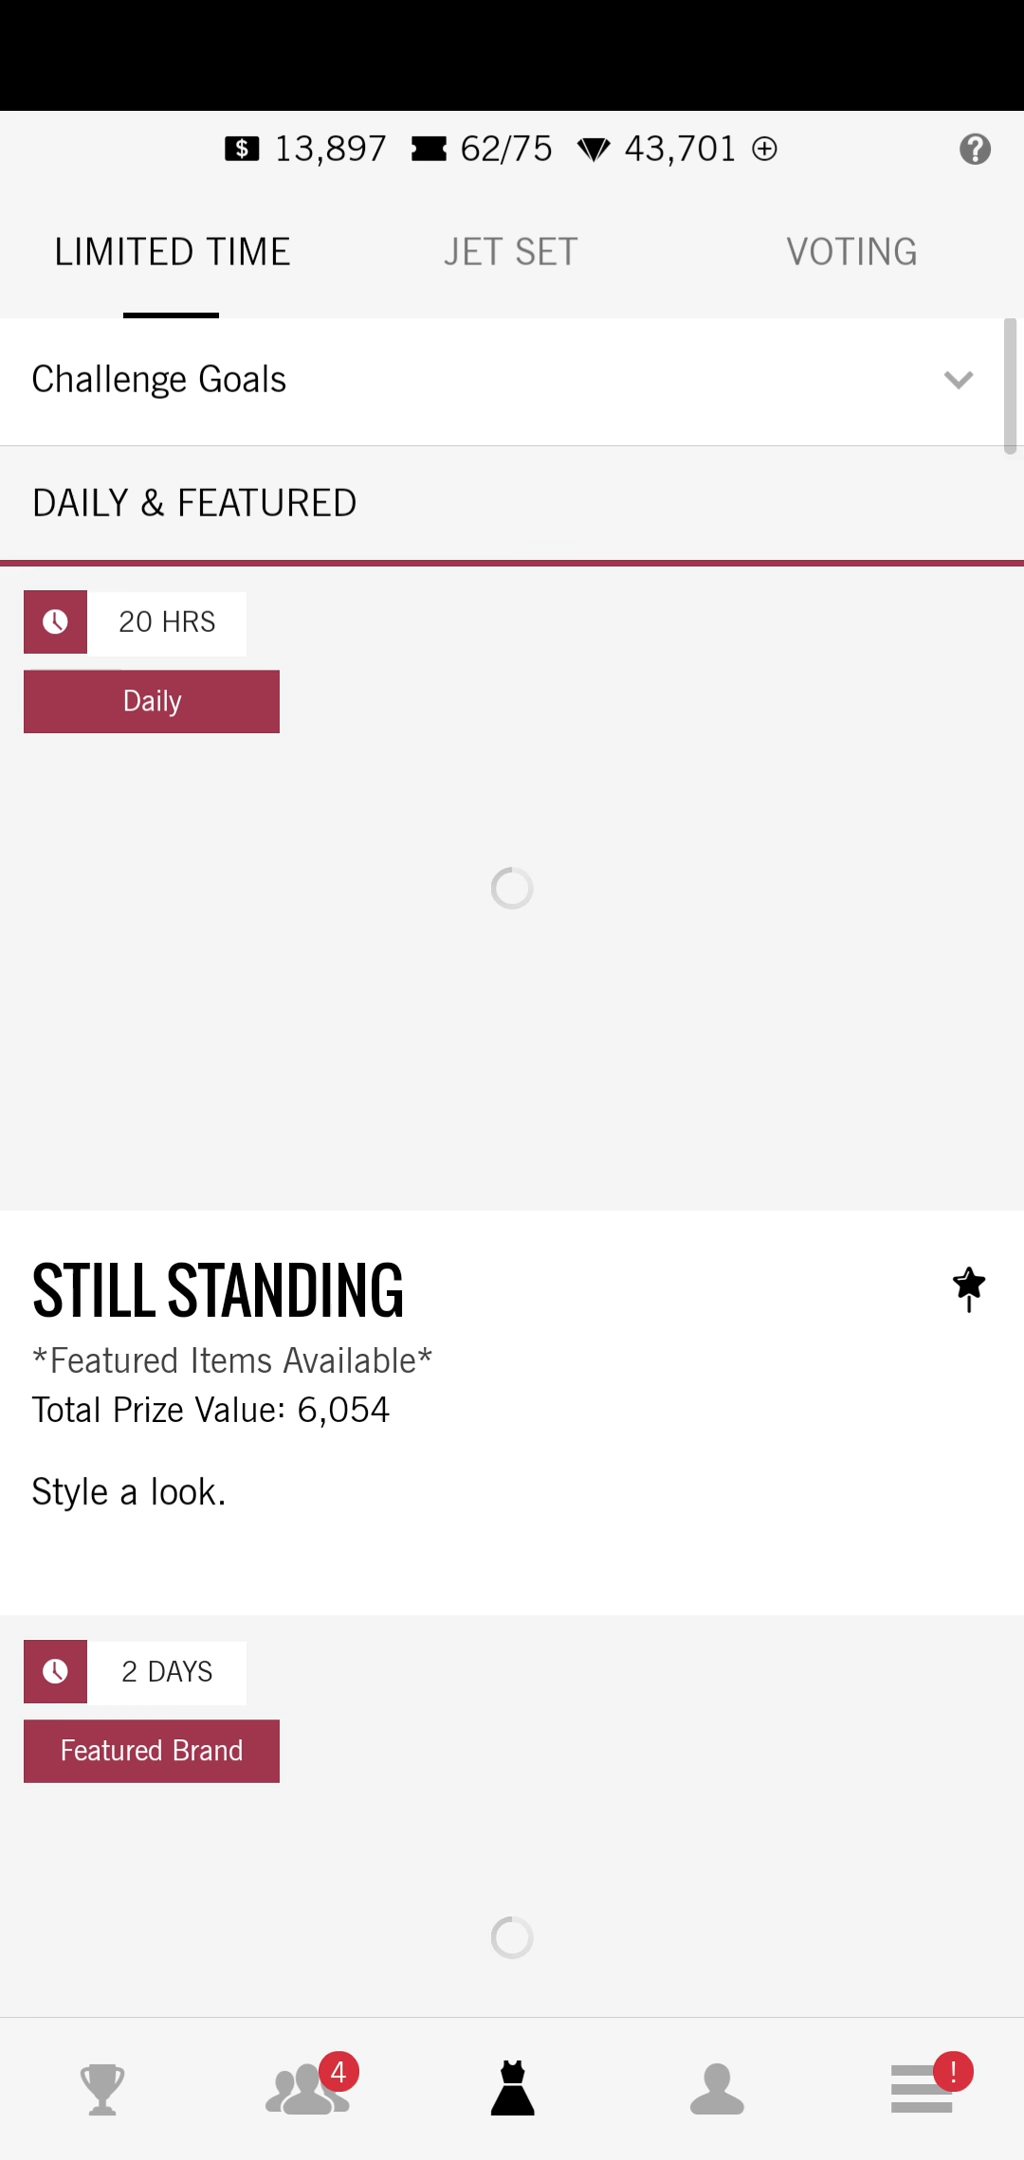 $ 13,897 62/75 43,701 ?
LIMITED TIME JET SET VOTING
Challenge Goals
DAILY & FEATURED
20 HRS
Daily
STILL STANDING
*Featured Items Available*
Total Prize Value: 6,054
Style a look.
2 DAYS
Featured Brand
4 !